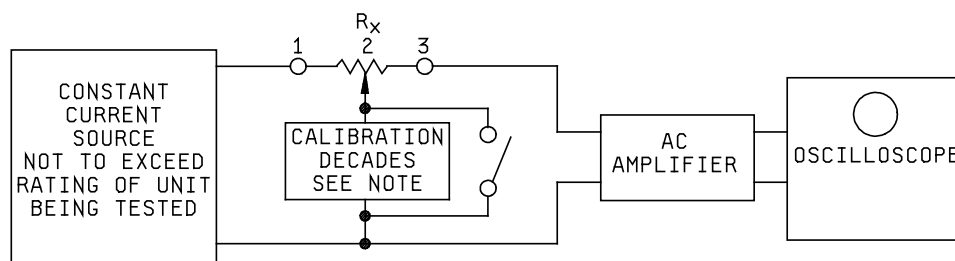 Rx
1 2 3
CONSTANT
CURRENT
SOURCE
NOT TO EXCEED
RATING OF UNIT
BEING TESTED
CALIBRATION
DECADES
SEE NOTE
AC
AMPLIFIER
OSCILLOSCOPE